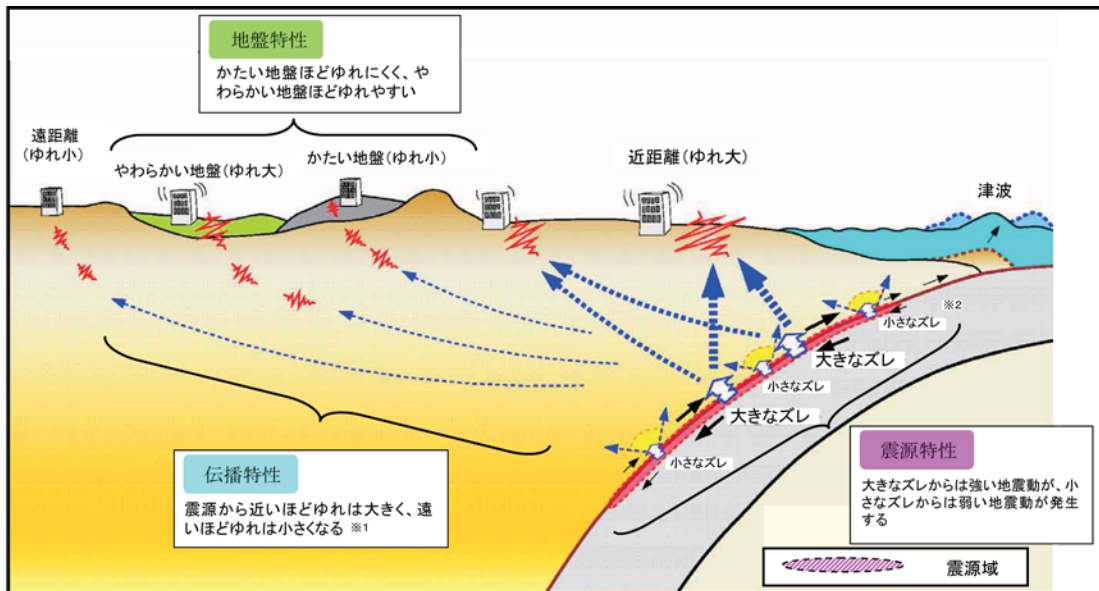 地盤特性
かたい地盤ほどゆれにくく、や
わらかい地盤ほどゆれやすい
遠距離
(ゆれ小)
やわらかい地盤(ゆれ大)
かたい地盤(ゆれ小)
近距離(ゆれ大)
津波
※2
小さなズレ
大きなズレ
小さなズレ
大きなズレ
小さなズレ
伝播特性
震源から近いほどゆれは大きく、遠
いほどゆれは小さくなる ※1
震源特性
大きなズレからは強い地震動が、小
さなズレからは弱い地震動が発生
する
震源域